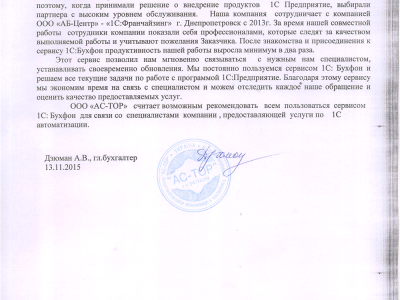 поэтому, когда принимали решение о внедрение продуктов 1С Предприятие, выбирали
партнера с высоким уровнем обслуживания. Наша компания сотрудничает с компанией
ООО «АБ-Центр» - «1С:Франчайзинг» г. Днепропетровск с 2013г. За время нашей совместной
работы сотрудники компании показали себя профессионалами, которые следят за качеством
выполняемой работы и учитывают пожелания Заказчика. После знакомства и присоединения к
сервису 1С:Бухфон продуктивность нашей работы выросла минимум в два раза.
Этот сервис позволил нам мгновенно связываться с нужным нам специалистом,
устанавливать своевременно обновления. Мы постоянно пользуемся сервисом 1С: Бухфон и
решаем все текущие задачи по работе с программой 1С:Предприятие. Благодаря этому сервису
мы экономим время на связь с специалистом и можем отследить каждое наше обращение и
оценить качество предоставляемых услуг.
ООО «АС-ТОР» считает возможным рекомендовать всем пользоваться сервисом
1С: Бухфон для связи со специалистами компании , предоставляющей услуги по 1С
автоматизации.
Дзюман А.В., гл.бухгалтер
13.11.2015
"АС-ТОР"